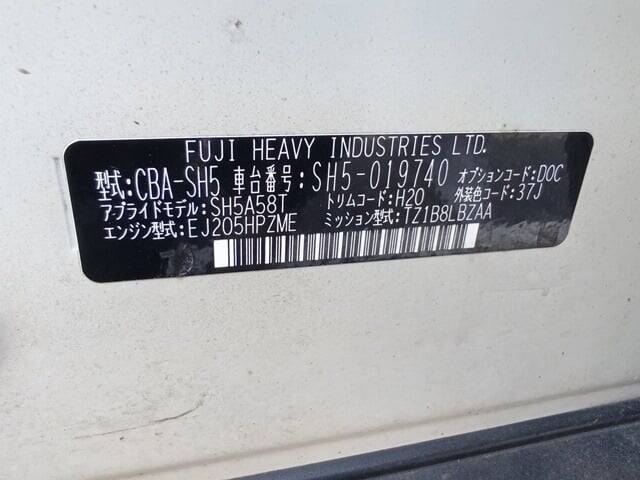 FUJI HEAVY INDUSTRIES LTD.
型式:CBA-SH5 車台番号:SH5-019740 オプションコード:DOC
アプライドモデル:SH5A58T トリムコード:H20 外装色コード:37J
エンジン型式:EJ205HPZME ミッション型式:TZ1B8LBZAA